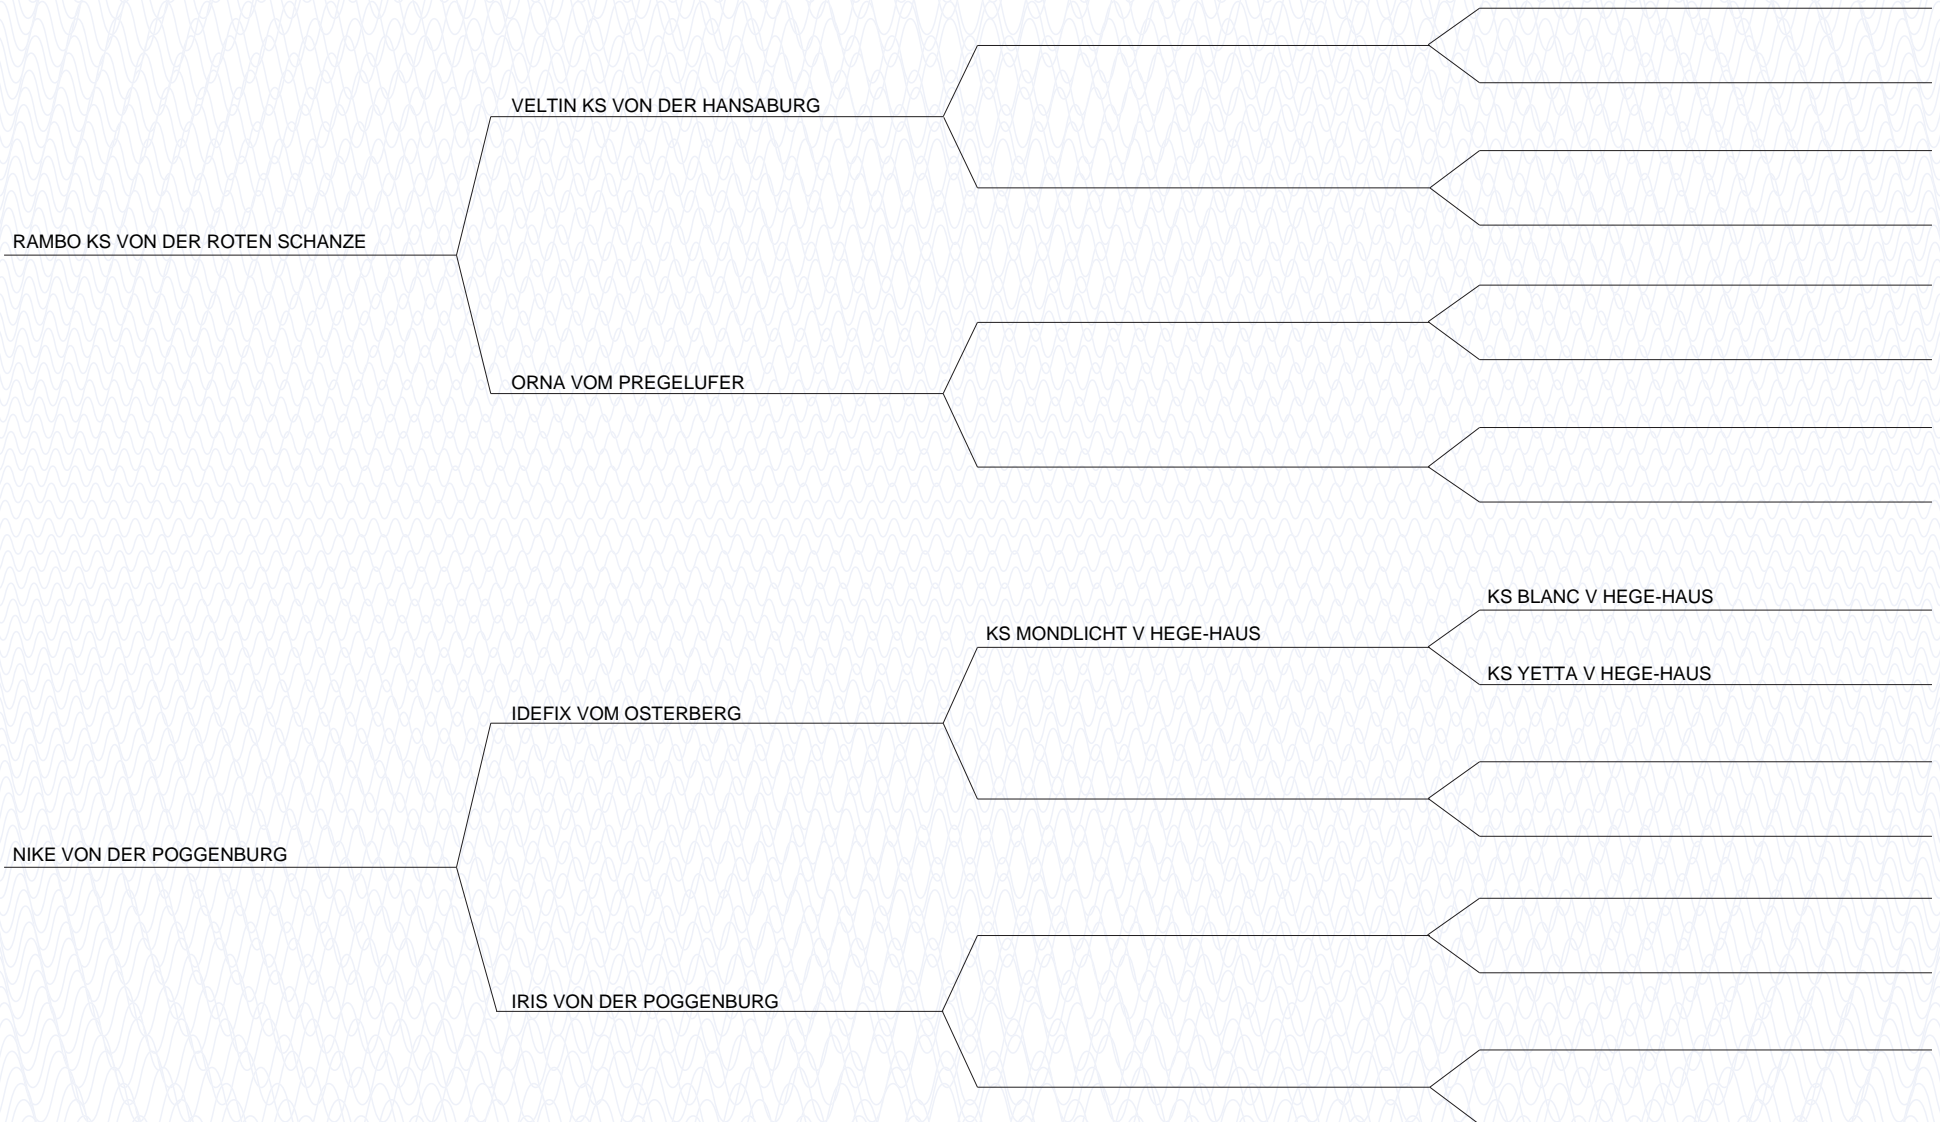 VELTIN KS VON DER HANSABURG
RAMBO KS VON DER ROTEN SCHANZE
ORNA VOM PREGELUFER
KS BLANC V HEGE-HAUS
KS MONDLICHT V HEGE-HAUS
KS YETTA V HEGE-HAUS
IDEFIX VOM OSTERBERG
NIKE VON DER POGGENBURG
IRIS VON DER POGGENBURG